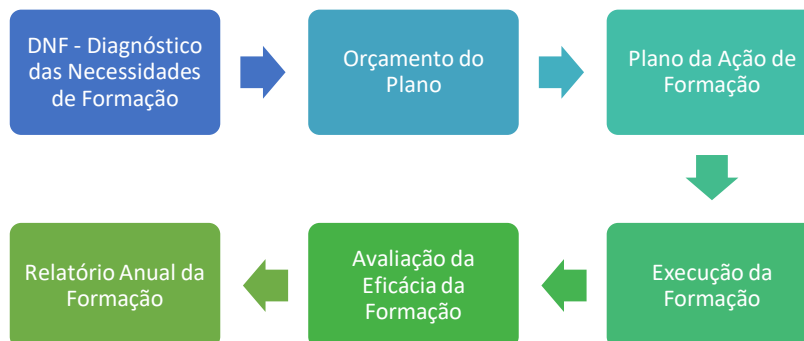 DNF - Diagnóstico
das Necessidades
de Formação
Orçamento do
Plano
Plano da Ação de
Formação
Execução da
Formação
Avaliação da
Eficácia da
Formação
Relatório Anual da
Formação